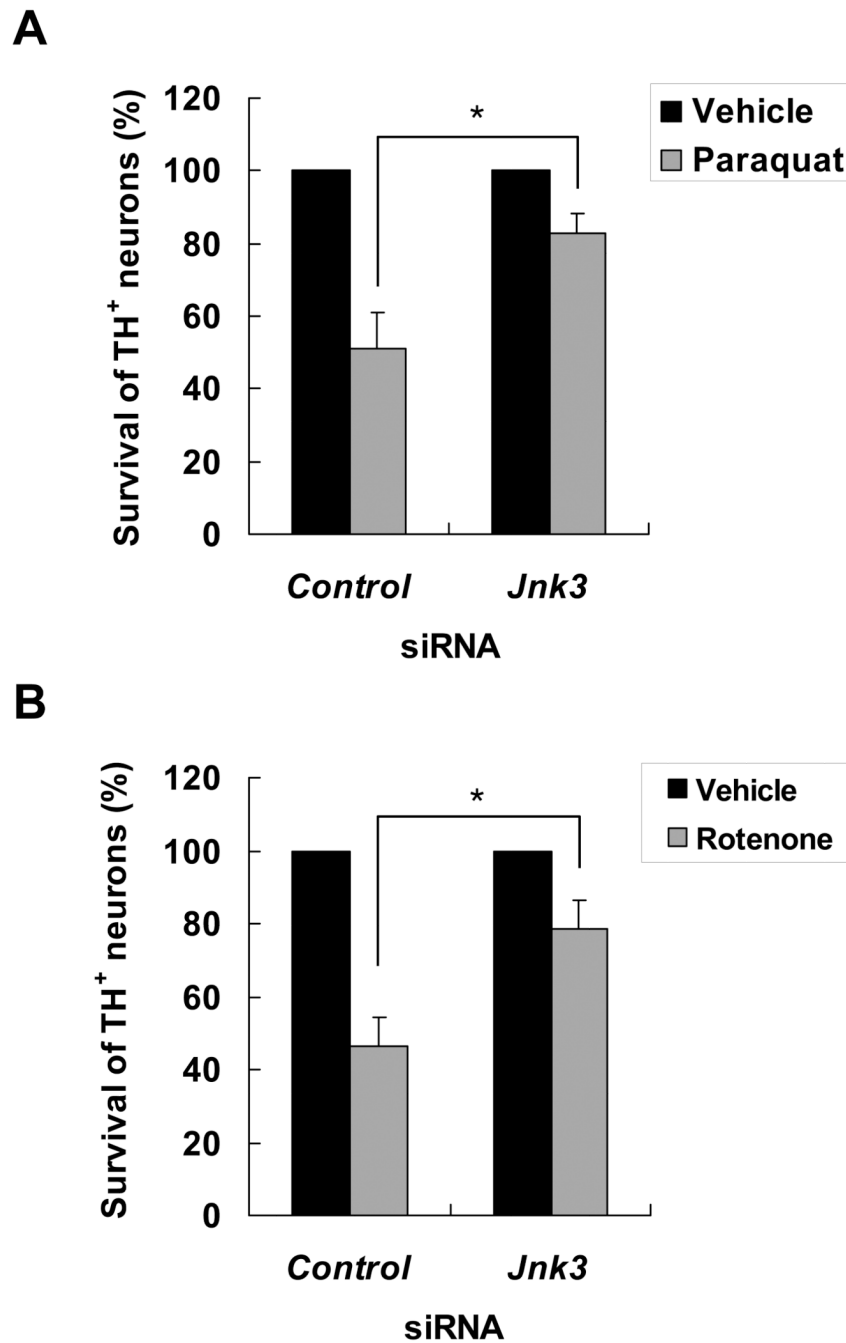 A
Survival of TH⁺ neurons (%)
120
100
80
60
40
20
0
*
Vehicle
Paraquat
Control
Jnk3
siRNA
B
Survival of TH⁺ neurons (%)
120
100
80
60
40
20
0
*
Vehicle
Rotenone
Control
Jnk3
siRNA